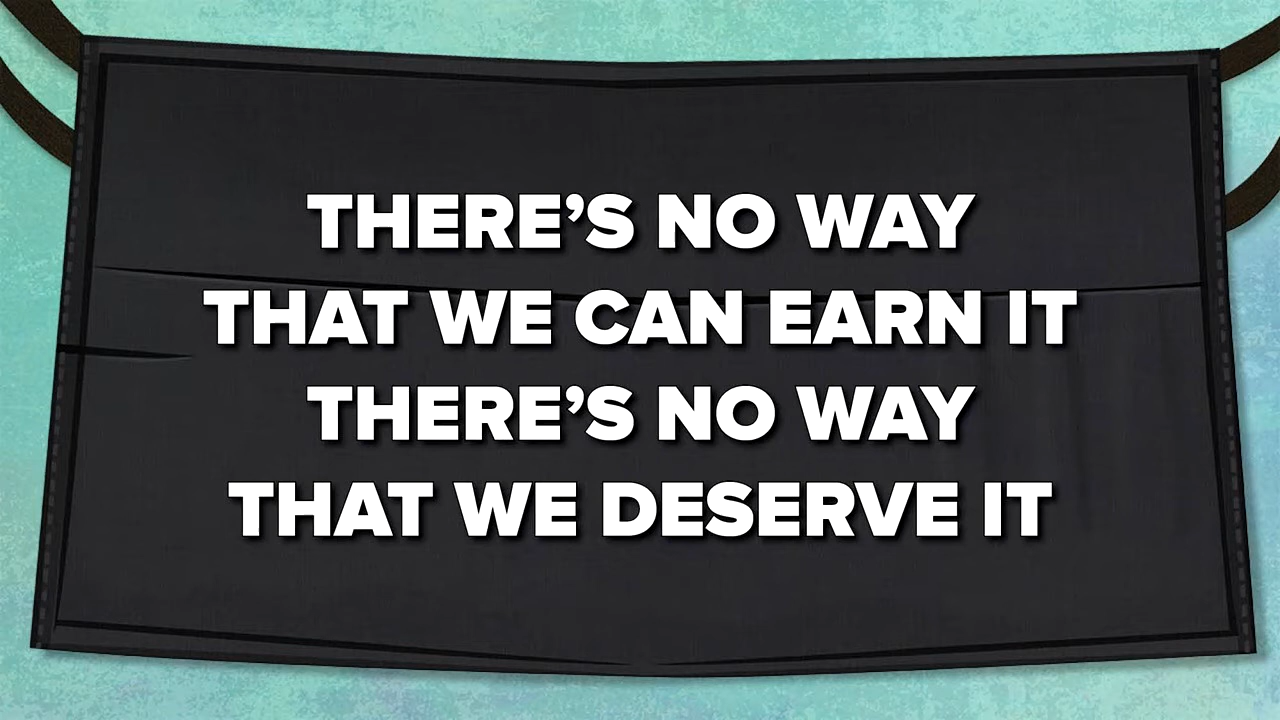 THERE’S NO WAY
THAT WE CAN EARN IT
THERE’S NO WAY
THAT WE DESERVE IT